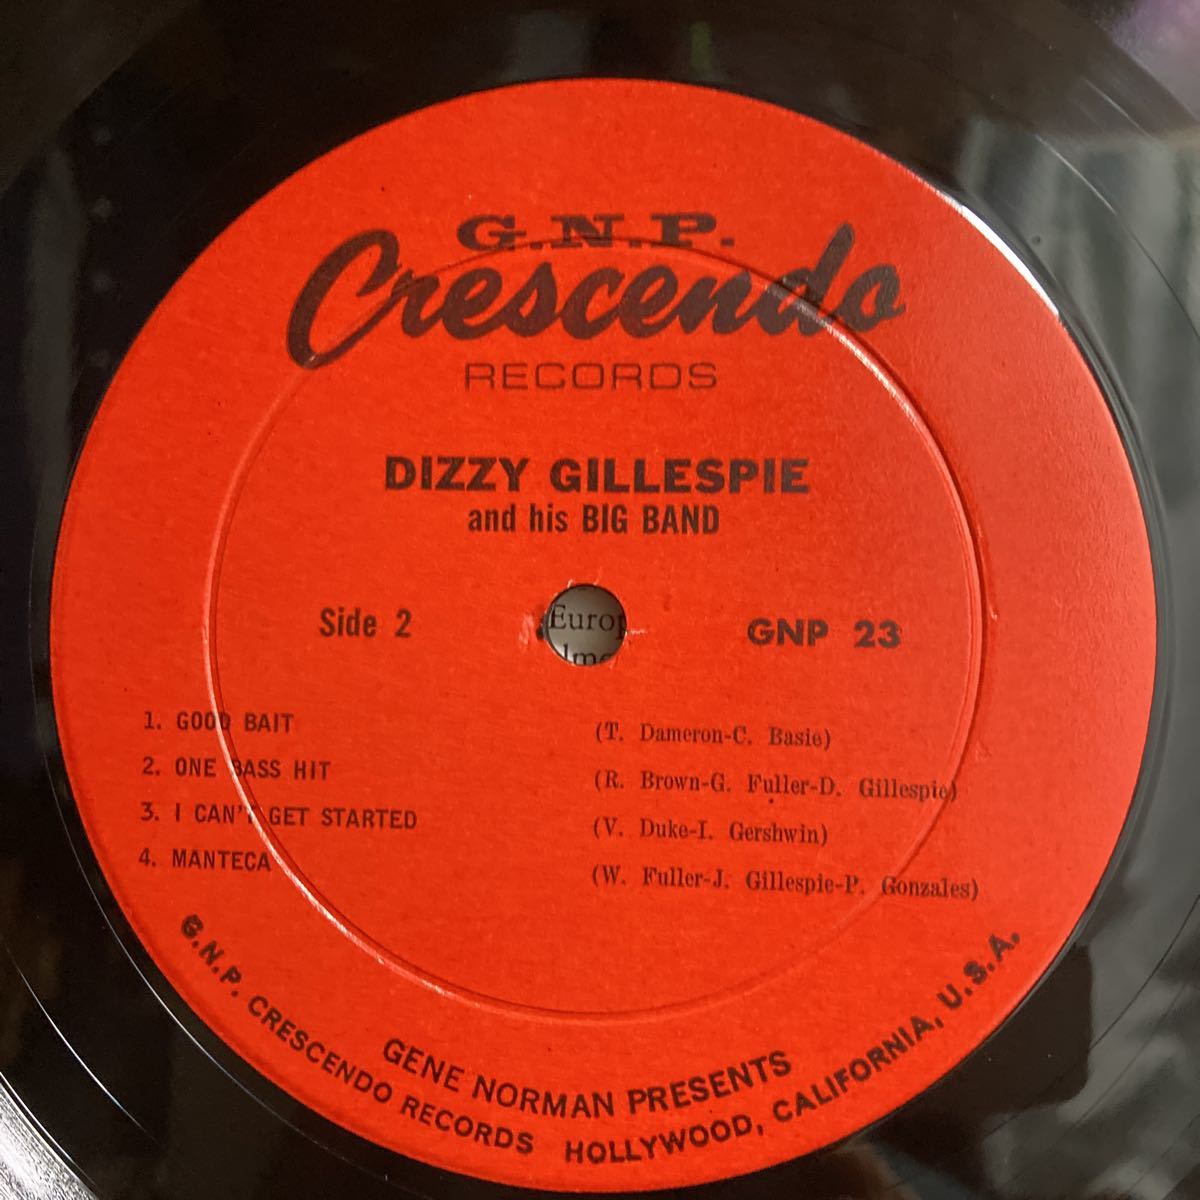 G.N.P.
Crescendo
RECORDS
DIZZY GILLESPIE
and his BIG BAND
Side 2
Europ
GNP 23
1. GOOD BAIT (T. Dameron-C. Basie)
2. ONE BASS HIT (R. Brown-G. Fuller-D. Gillespie)
3. I CAN'T GET STARTED (V. Duke-I. Gershwin)
4. MANTECA (W. Fuller-J. Gillespie-P. Gonzales)
GENE NORMAN PRESENTS
G.N.P. CRESCENDO RECORDS HOLLYWOOD, CALIFORNIA, U.S.A.